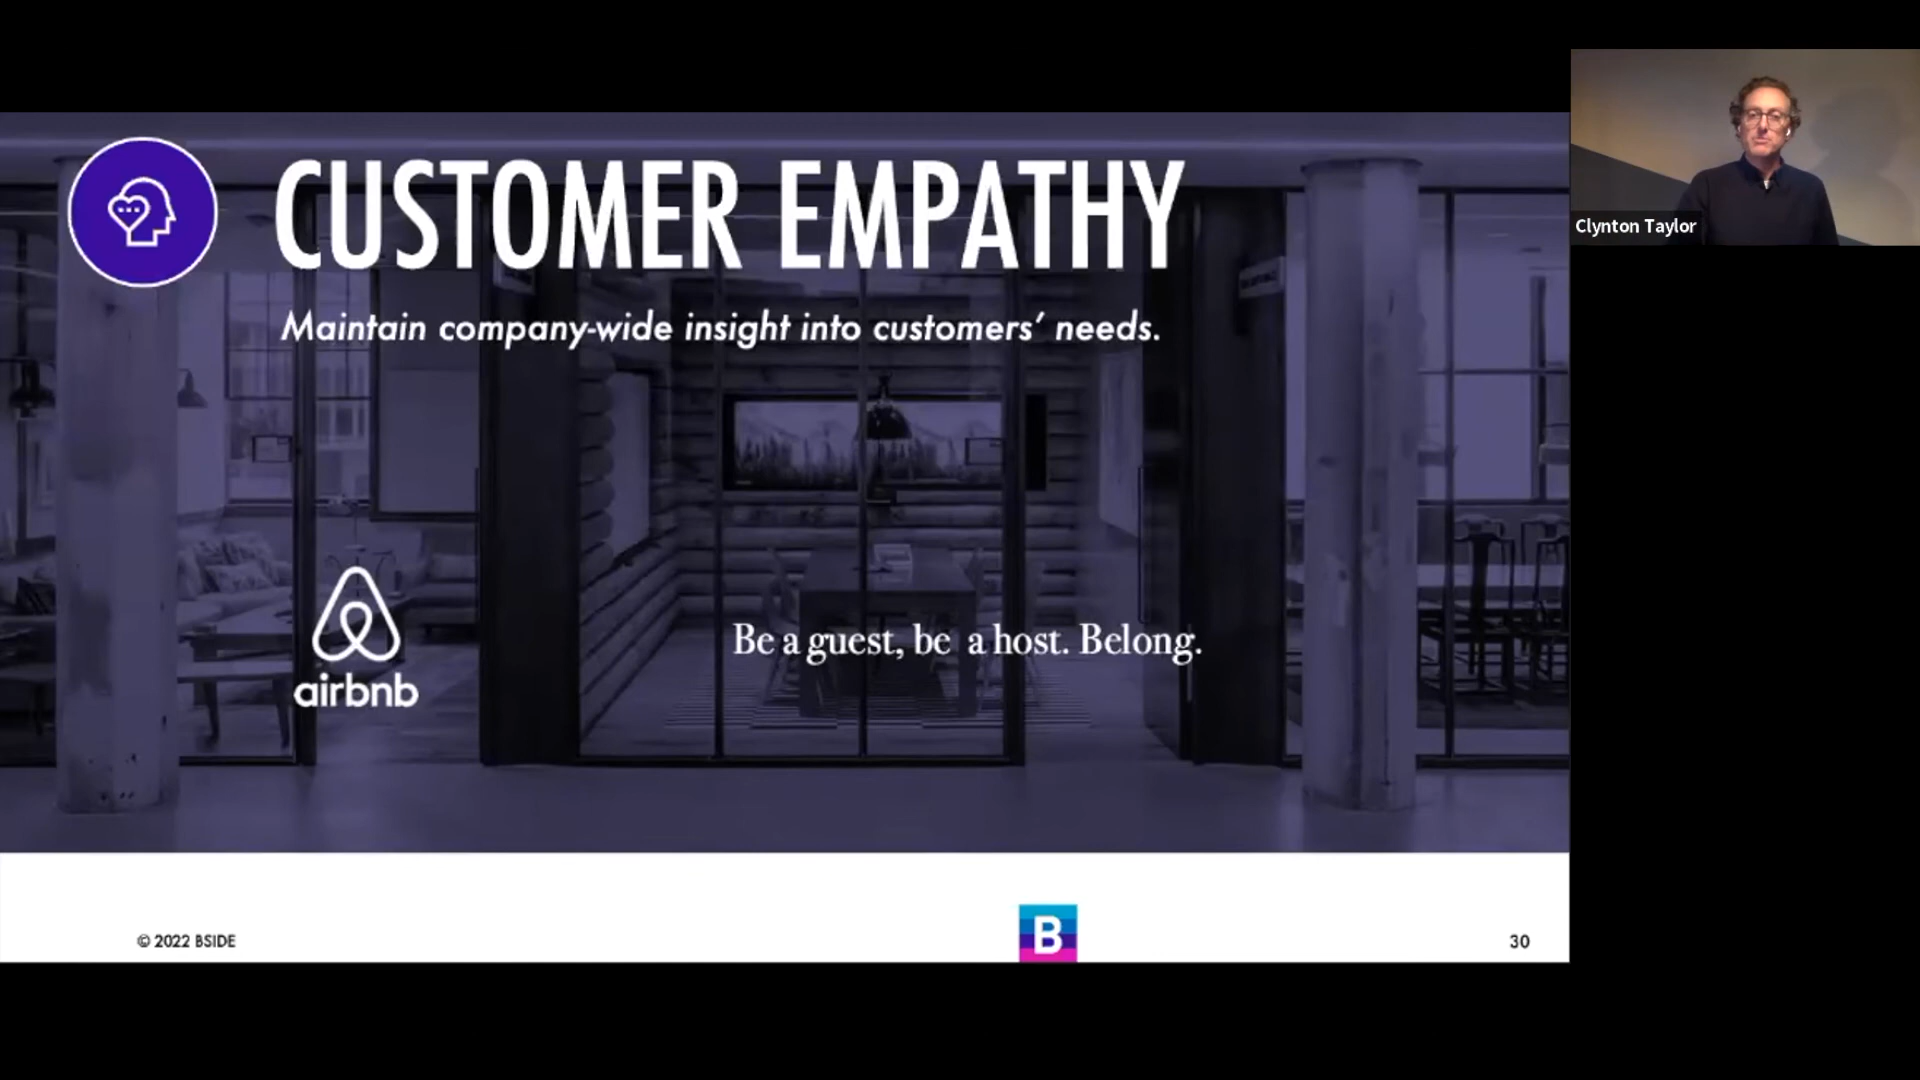 CUSTOMER EMPATHY
Maintain company-wide insight into customers’ needs.
airbnb
Be a guest, be a host. Belong.
© 2022 BSIDE
B
30
Clynton Taylor